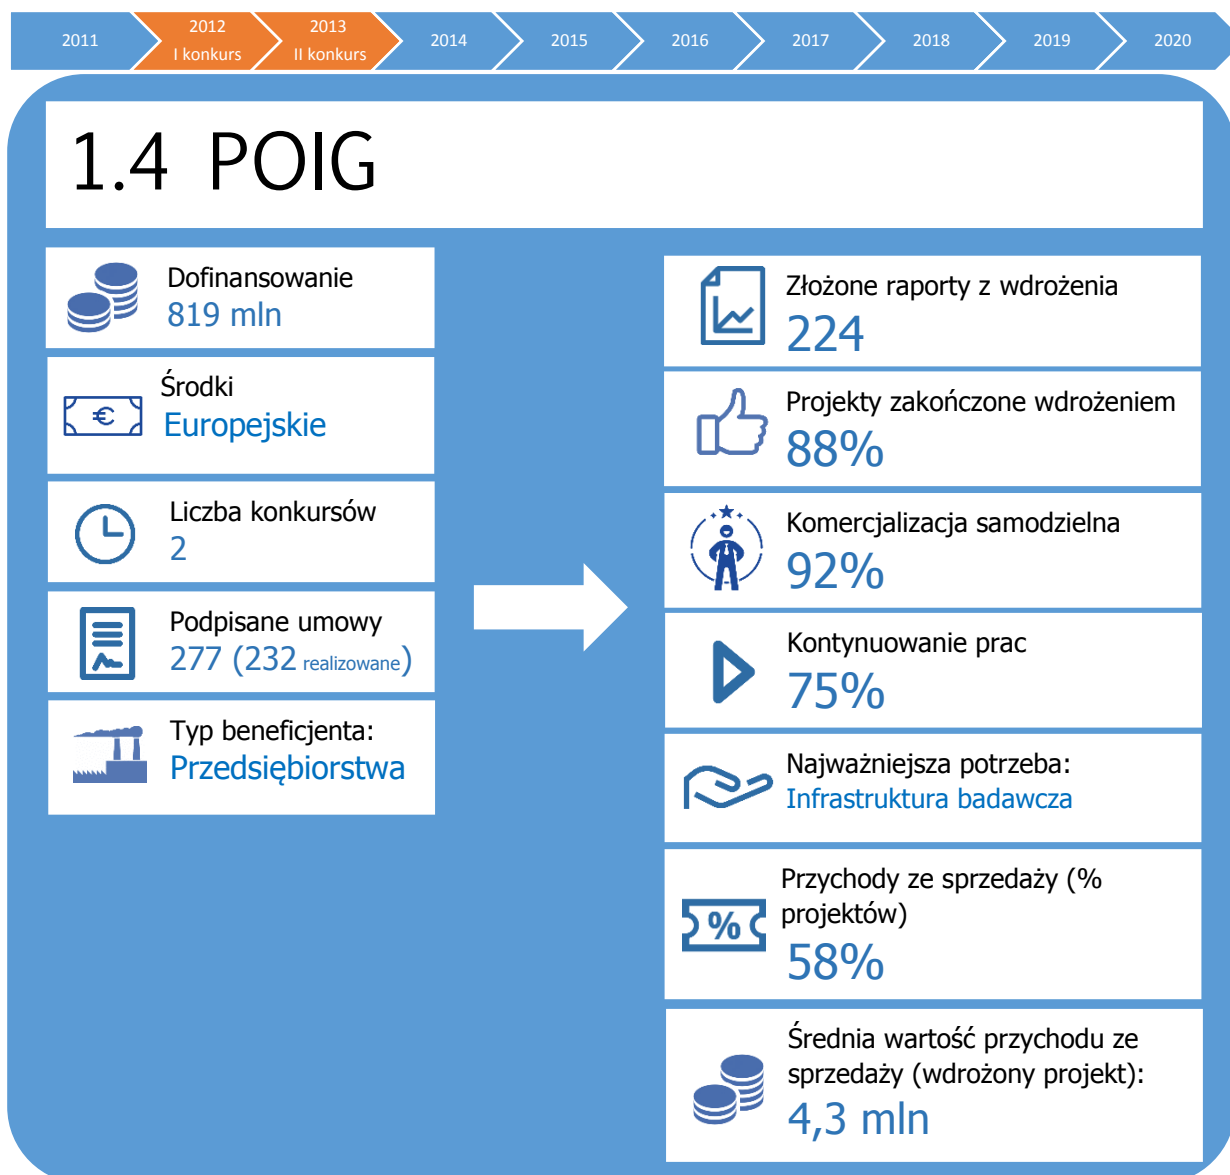 2011
2012
I konkurs
2013
II konkurs
2014
2015
2016
2017
2018
2019
2020
1.4 POIG
Dofinansowanie
819 mln
Środki
Europejskie
Liczba konkursów
2
Podpisane umowy
277 (232 realizowane)
Typ beneficjenta:
Przedsiębiorstwa
Złożone raporty z wdrożenia
224
Projekty zakończone wdrożeniem
88%
Komercjalizacja samodzielna
92%
Kontynuowanie prac
75%
Najważniejsza potrzeba:
Infrastruktura badawcza
%
Przychody ze sprzedaży (%
projektów)
58%
Średnia wartość przychodu ze
sprzedaży (wdrożony projekt):
4,3 mln